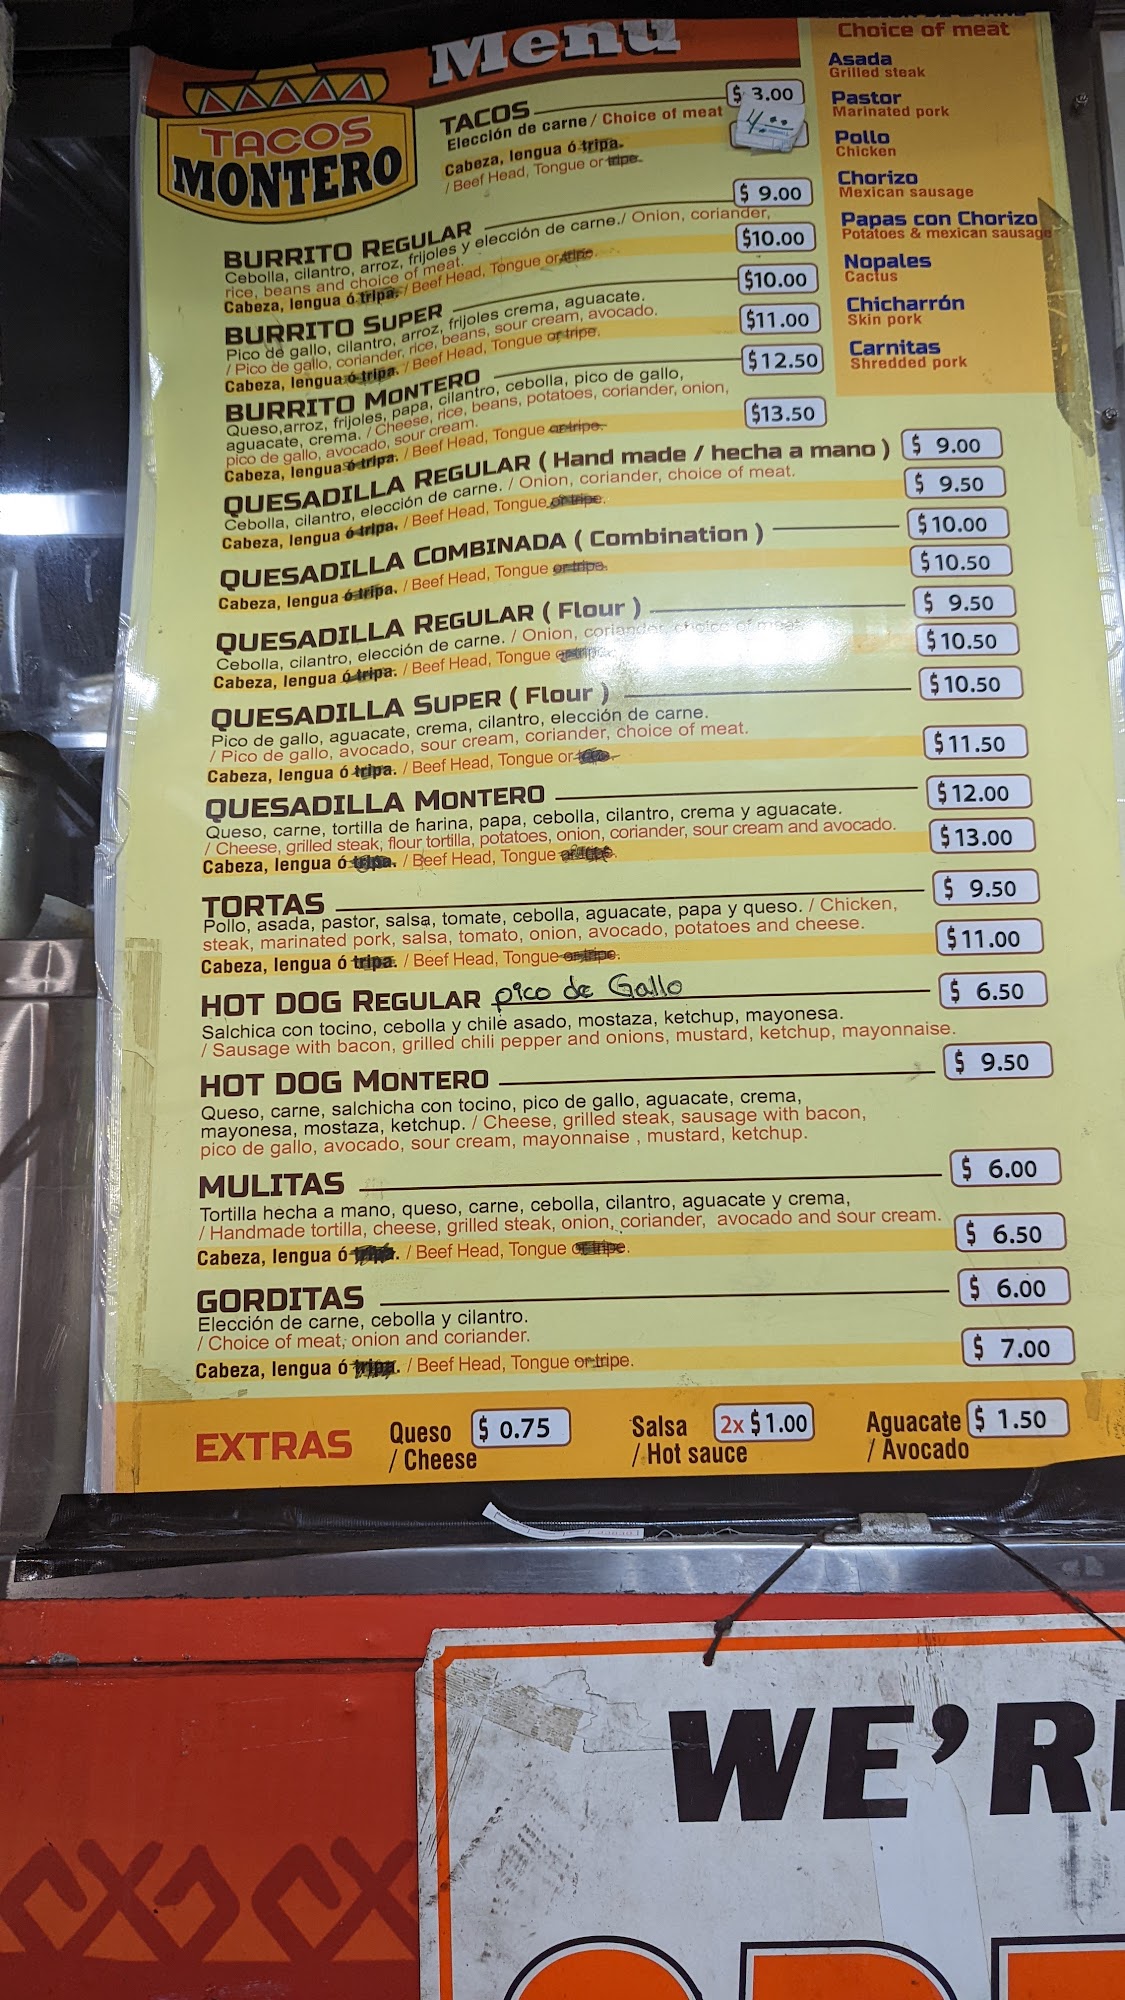 Menu
TACOS
MONTERO
TACOS $ 3.00
4.00
Elección de carne / Choice of meat
Cabeza, lengua ó tripa.
/ Beef Head, Tongue or tripe.
Choice of meat
Asada
Grilled steak
Pastor
Marinated pork
Pollo
Chicken
Chorizo
Mexican sausage
Papas con Chorizo
Potatoes & mexican sausage
Nopales
Cactus
Chicharrón
Skin pork
Carnitas
Shredded pork
BURRITO REGULAR $ 9.00
Cebolla, cilantro, arroz, frijoles y elección de carne./ Onion, coriander,
rice, beans and choice of meat.
Cabeza, lengua ó tripa. / Beef Head, Tongue or tripe. $10.00
BURRITO SUPER $10.00
Pico de gallo, cilantro, arroz, frijoles crema, aguacate.
/ Pico de gallo, coriander, rice, beans, sour cream, avocado.
Cabeza, lengua ó tripa. / Beef Head, Tongue or tripe. $11.00
BURRITO MONTERO $12.50
Queso,arroz, frijoles, papa, cilantro, cebolla, pico de gallo,
aguacate, crema. / Cheese, rice, beans, potatoes, coriander, onion,
pico de gallo, avocado, sour cream.
Cabeza, lengua ó tripa. / Beef Head, Tongue or tripe. $13.50
QUESADILLA REGULAR ( Hand made / hecha a mano ) $ 9.00
Cebolla, cilantro, elección de carne. / Onion, coriander, choice of meat.
Cabeza, lengua ó tripa. / Beef Head, Tongue or tripe. $ 9.50
QUESADILLA COMBINADA ( Combination ) $10.00
Cabeza, lengua ó tripa. / Beef Head, Tongue or tripe. $10.50
QUESADILLA REGULAR ( Flour ) $ 9.50
Cebolla, cilantro, elección de carne. / Onion, coriander, choice of meat.
Cabeza, lengua ó tripa. / Beef Head, Tongue or tripe. $10.50
QUESADILLA SUPER ( Flour ) $10.50
Pico de gallo, aguacate, crema, cilantro, elección de carne.
/ Pico de gallo, avocado, sour cream, coriander, choice of meat.
Cabeza, lengua ó tripa. / Beef Head, Tongue or $11.50
QUESADILLA MONTERO $12.00
Queso, carne, tortilla de harina, papa, cebolla, cilantro, crema y aguacate.
/ Cheese, grilled steak, flour tortilla, potatoes, onion, coriander, sour cream and avocado.
Cabeza, lengua ó tripa. / Beef Head, Tongue $13.00
TORTAS $ 9.50
Pollo, asada, pastor, salsa, tomate, cebolla, aguacate, papa y queso. / Chicken,
steak, marinated pork, salsa, tomato, onion, avocado, potatoes and cheese.
Cabeza, lengua ó tripa. / Beef Head, Tongue or tripe. $11.00
HOT DOG REGULAR pico de Gallo $ 6.50
Salchica con tocino, cebolla y chile asado, mostaza, ketchup, mayonesa.
/ Sausage with bacon, grilled chili pepper and onions, mustard, ketchup, mayonnaise.
HOT DOG MONTERO $ 9.50
Queso, carne, salchicha con tocino, pico de gallo, aguacate, crema,
mayonesa, mostaza, ketchup. / Cheese, grilled steak, sausage with bacon,
pico de gallo, avocado, sour cream, mayonnaise , mustard, ketchup.
MULITAS $ 6.00
Tortilla hecha a mano, queso, carne, cebolla, cilantro, aguacate y crema,
/ Handmade tortilla, cheese, grilled steak, onion, coriander, avocado and sour cream.
Cabeza, lengua ó / Beef Head, Tongue or tripe. $ 6.50
GORDITAS $ 6.00
Elección de carne, cebolla y cilantro.
/ Choice of meat, onion and coriander.
Cabeza, lengua ó tripa. / Beef Head, Tongue or tripe. $ 7.00
EXTRAS
Queso $ 0.75
/ Cheese
Salsa 2x $1.00
/ Hot sauce
Aguacate $ 1.50
/ Avocado
WE'RE